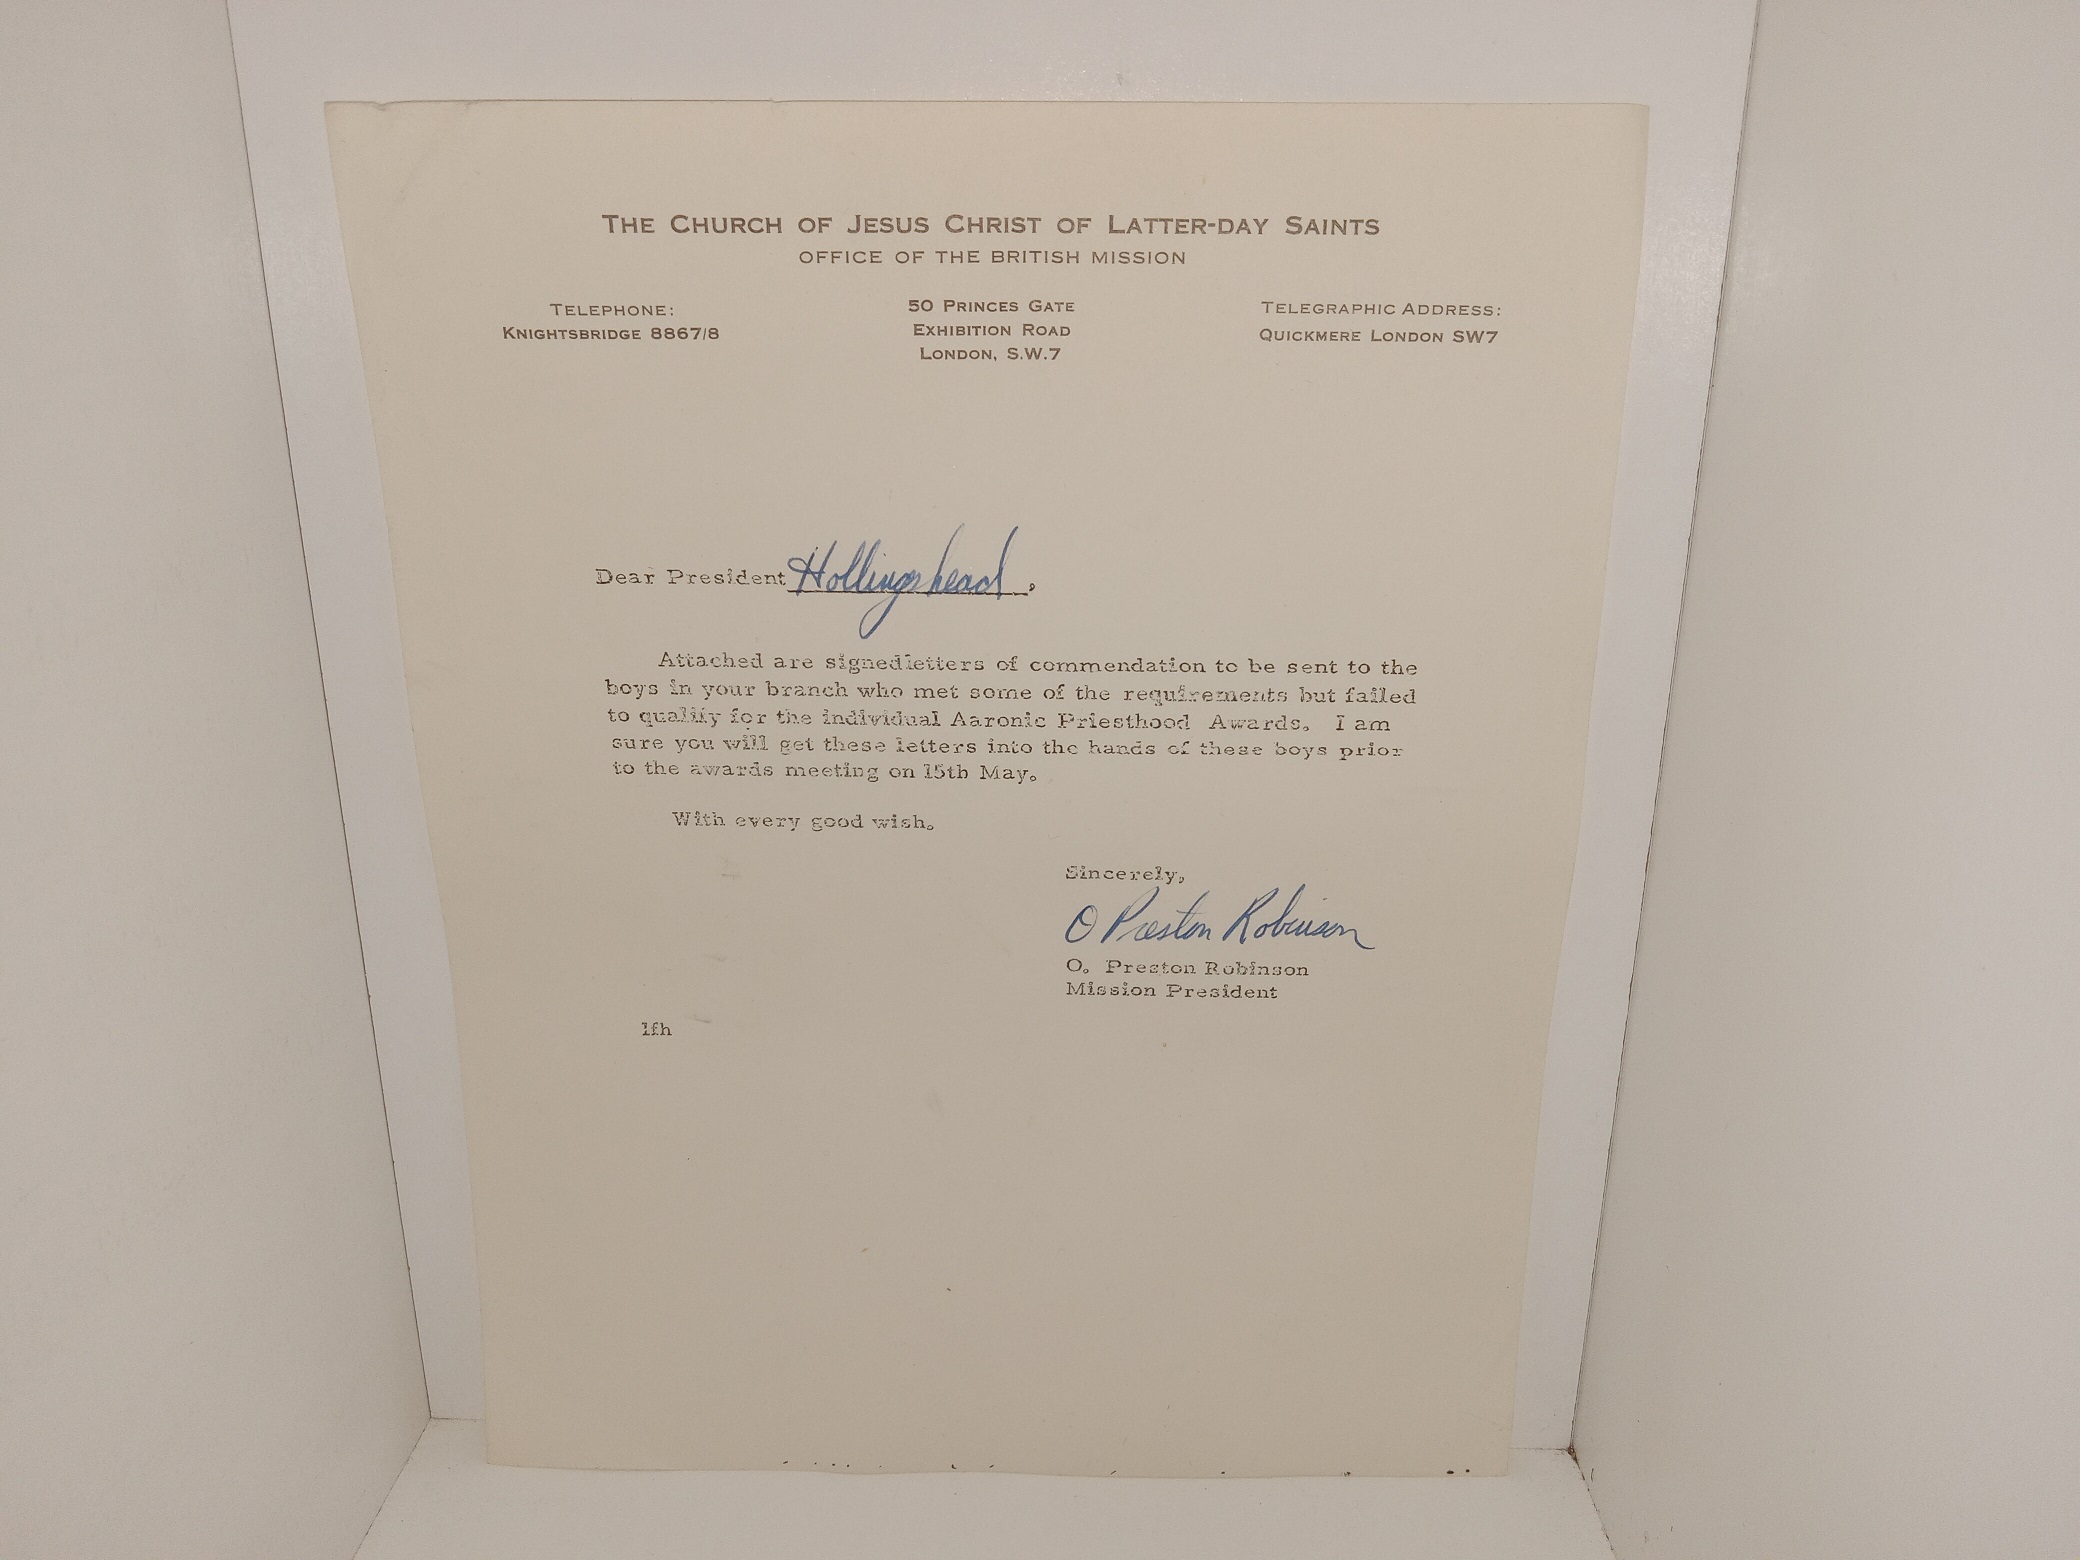 THE CHURCH OF JESUS CHRIST OF LATTER-DAY SAINTS
OFFICE OF THE BRITISH MISSION
TELEPHONE:
KNIGHTSBRIDGE 8867/8
50 PRINCES GATE
EXHIBITION ROAD
LONDON, S.W.7
TELEGRAPHIC ADDRESS:
QUICKMERE LONDON SW7
Dear President Hollingshead,
Attached are signedletters of commendation to be sent to the
boys in your branch who met some of the requirements but failed
to qualify for the individual Aaronic Priesthood Awards. I am
sure you will get these letters into the hands of these boys prior
to the awards meeting on 15th May.
With every good wish.
Sincerely,
O Preston Robinson
O. Preston Robinson
Mission President
lfh